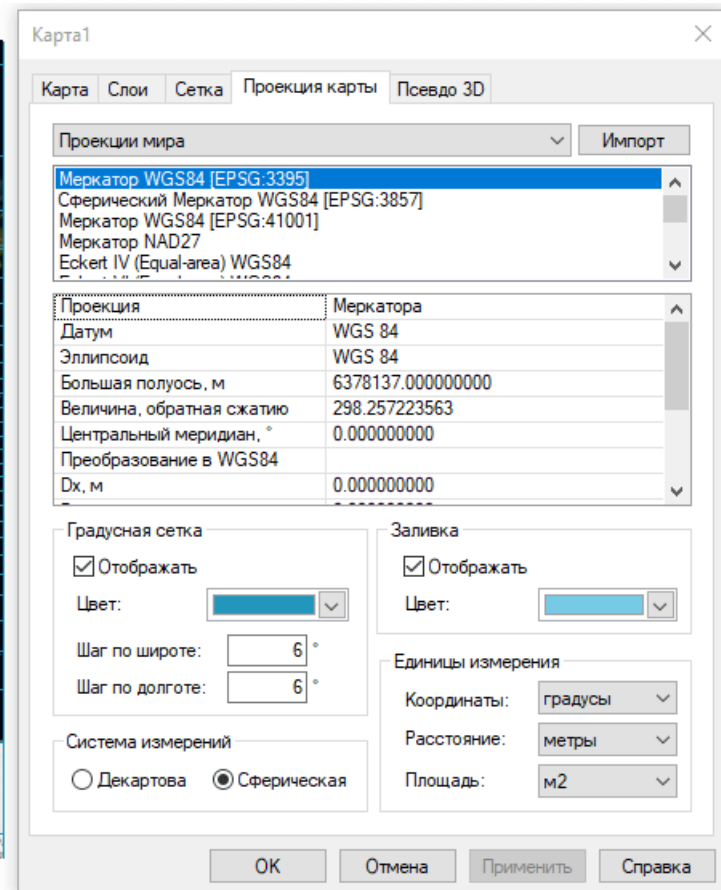 Карта1
Карта Слои Сетка Проекция карты Псевдо 3D
Проекции мира Импорт
Меркатор WGS84 [EPSG:3395]
Сферический Меркатор WGS84 [EPSG:3857]
Меркатор WGS84 [EPSG:41001]
Меркатор NAD27
Eckert IV (Equal-area) WGS84
Проекция Меркатора
Датум WGS 84
Эллипсоид WGS 84
Большая полуось, м 6378137.000000000
Величина, обратная сжатию 298.257223563
Центральный меридиан, ° 0.000000000
Преобразование в WGS84
Dx, м 0.000000000
Градусная сетка
Отображать
Цвет:
Шаг по широте: 6 °
Шаг по долготе: 6 °
Система измерений
Декартова Сферическая
Заливка
Отображать
Цвет:
Единицы измерения
Координаты: градусы
Расстояние: метры
Площадь: м2
OK Отмена Применить Справка